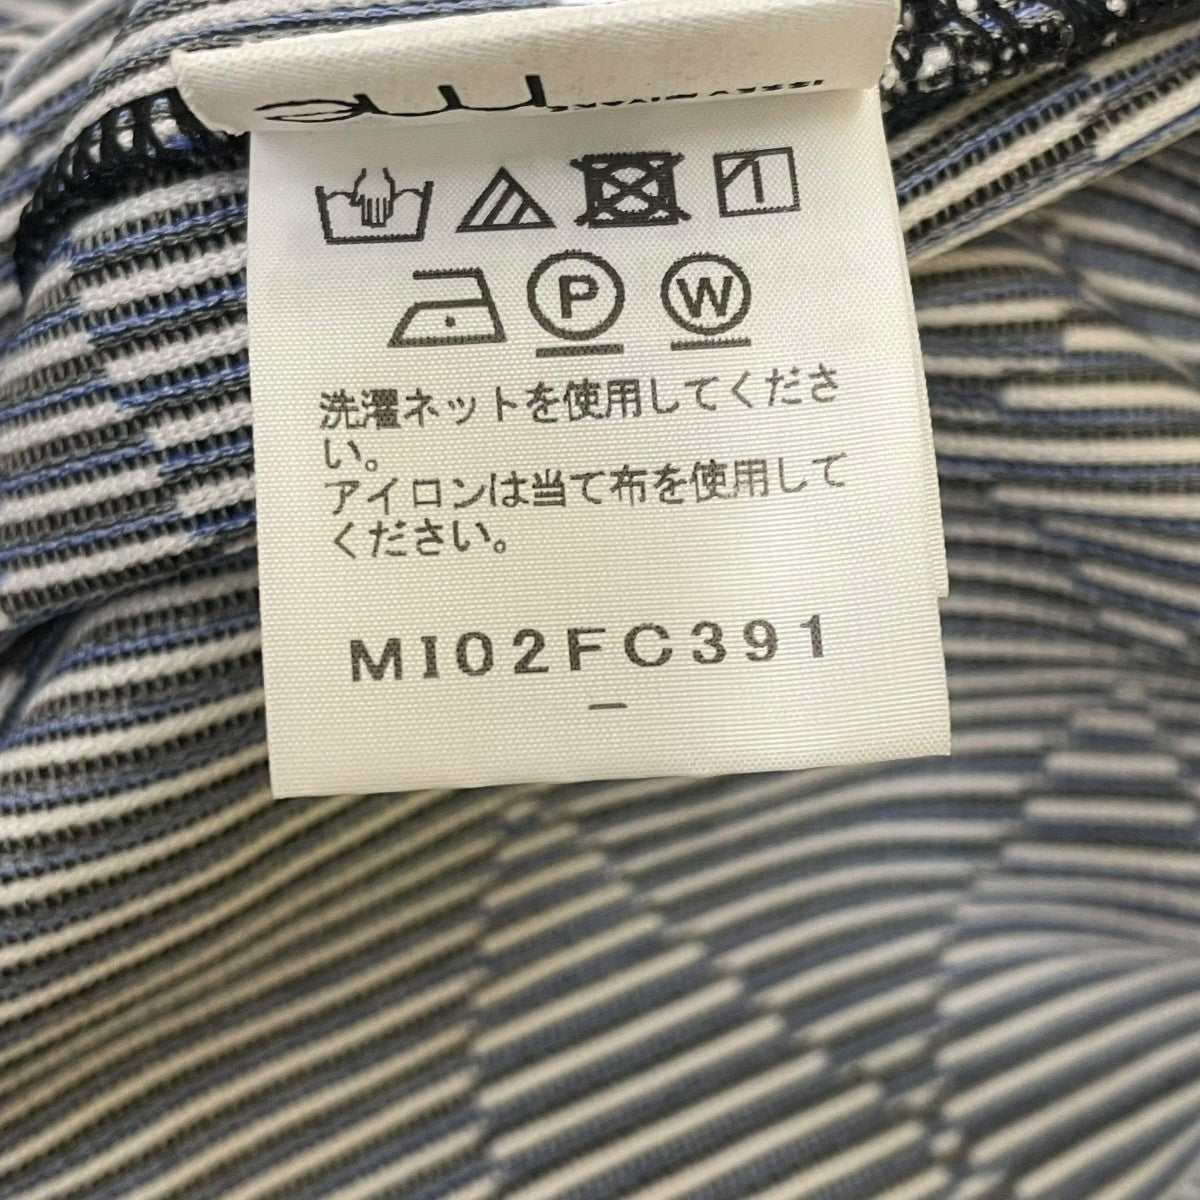 me
P W
洗濯ネットを使用してくださ
い。
アイロンは当て布を使用して
ください。
MI02FC391
–